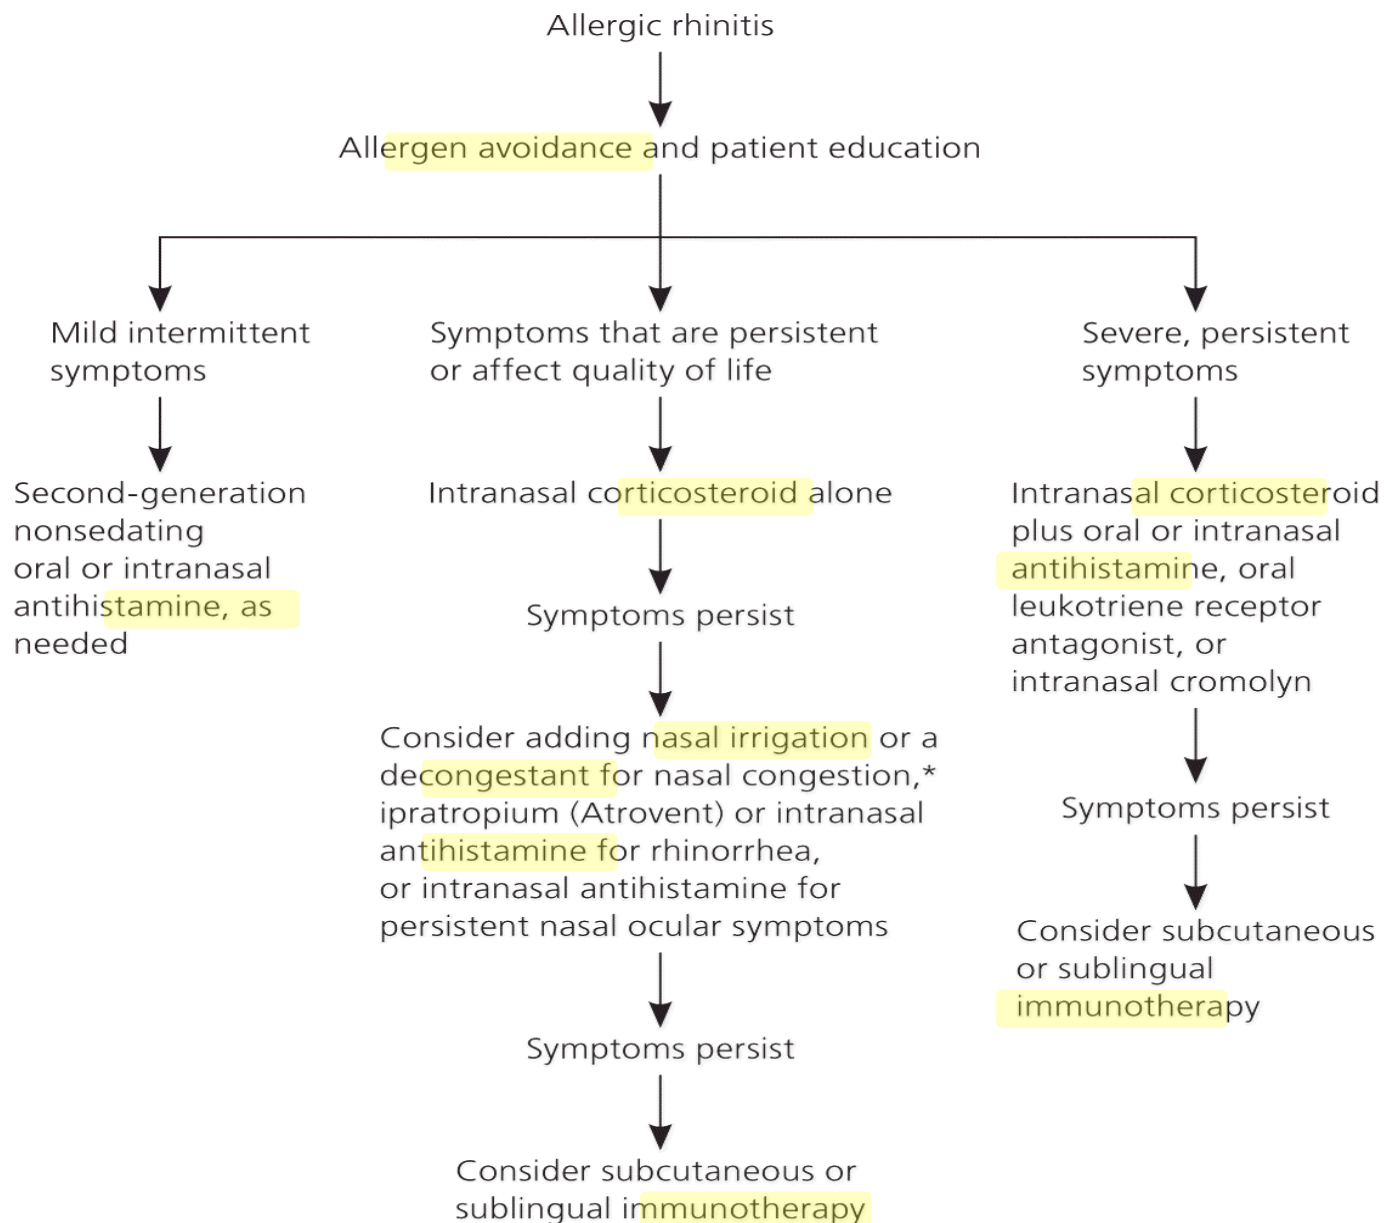 Allergic rhinitis
Allergen avoidance and patient education
Mild intermittent
symptoms
Second-generation
nonsedating
oral or intranasal
antihistamine, as
needed
Symptoms that are persistent
or affect quality of life
Intranasal corticosteroid alone
Symptoms persist
Consider adding nasal irrigation or a
decongestant for nasal congestion,*
ipratropium (Atrovent) or intranasal
antihistamine for rhinorrhea,
or intranasal antihistamine for
persistent nasal ocular symptoms
Symptoms persist
Consider subcutaneous or
sublingual immunotherapy
Severe, persistent
symptoms
Intranasal corticosteroid
plus oral or intranasal
antihistamine, oral
leukotriene receptor
antagonist, or
intranasal cromolyn
Symptoms persist
Consider subcutaneous
or sublingual
immunotherapy